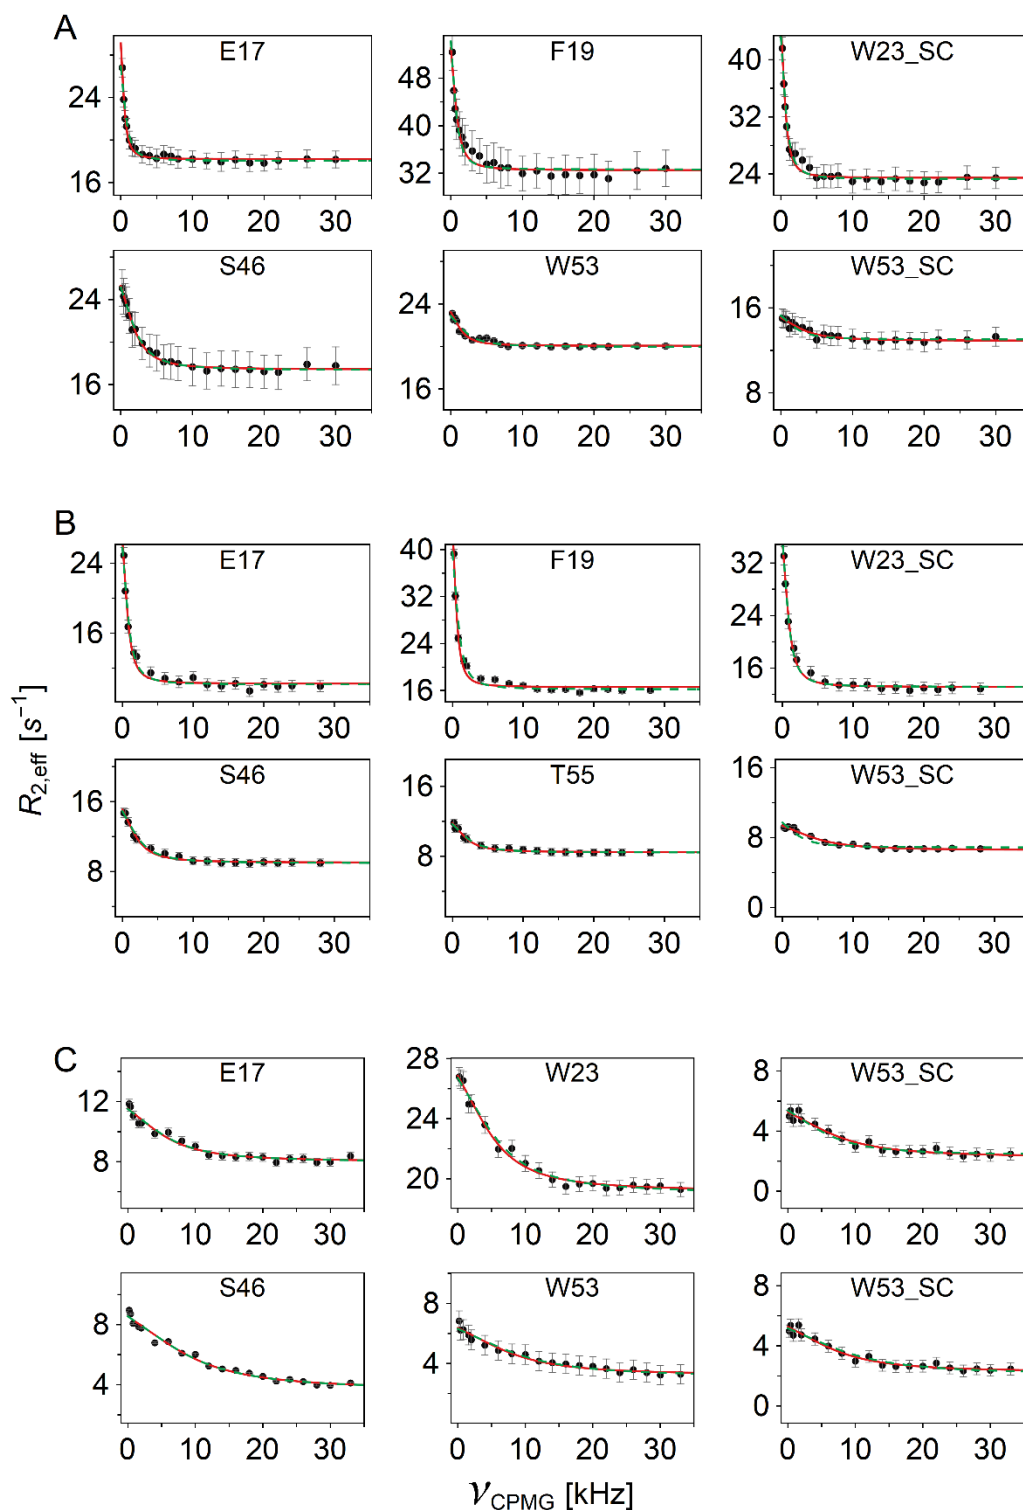 A
E17 F19 W23_SC
24 16 48 40 32 40 32 24
0 10 20 30 0 10 20 30 0 10 20 30
S46 W53 W53_SC
24 16 24 16 16 8
0 10 20 30 0 10 20 30 0 10 20 30
B
E17 F19 W23_SC
24 16 40 32 24 16 32 24 16
0 10 20 30 0 10 20 30 0 10 20 30
R2,eff [s−1]
S46 T55 W53_SC
16 8 16 8 16 8 0
0 10 20 30 0 10 20 30 0 10 20 30
C
E17 W23 W53_SC
12 8 28 24 20 8 4 0
0 10 20 30 0 10 20 30 0 10 20 30
S46 W53 W53_SC
8 4 8 4 8 4 0
0 10 20 30 0 10 20 30 0 10 20 30
νCPMG [kHz]